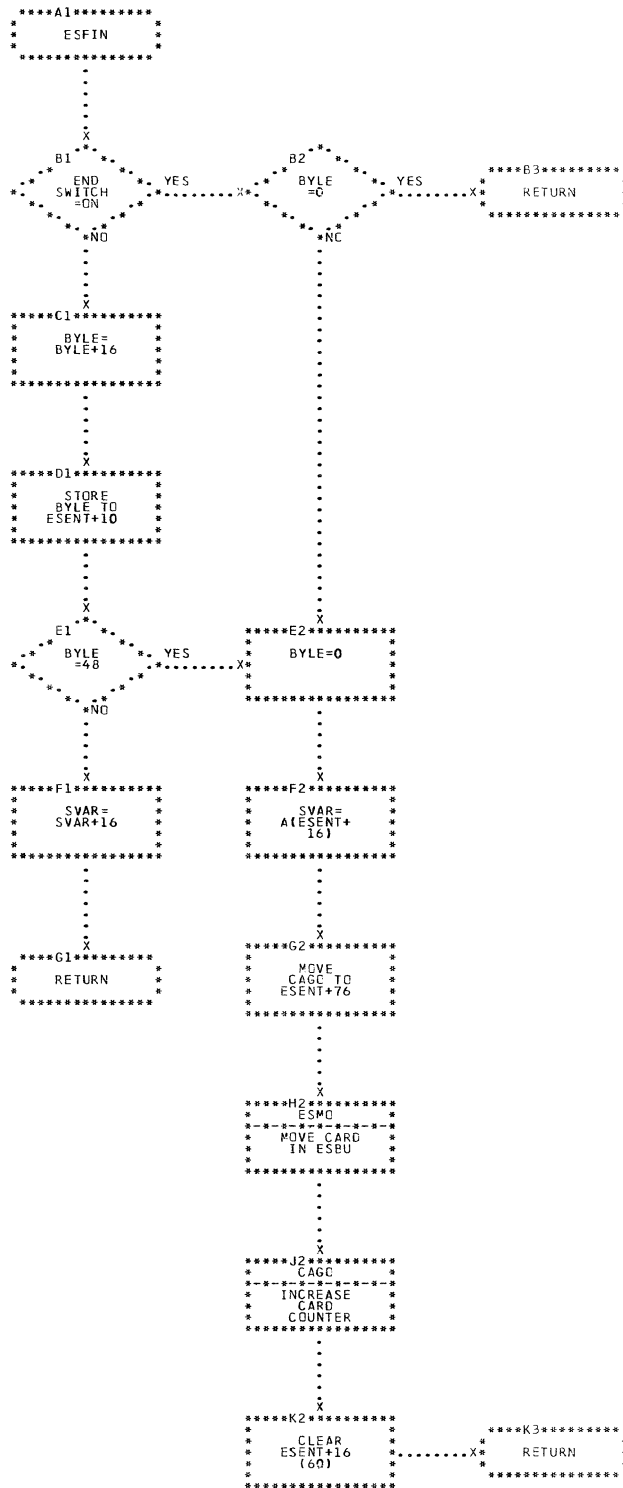 A1
ESFIN
B1
END
SWITCH
=ON
YES
NO
B2
BYLE
=0
YES
NO
B3
RETURN
C1
BYLE=
BYLE+16
D1
STORE
BYLE TO
ESENT+10
E1
BYLE
=48
YES
NO
E2
BYLE=0
F1
SVAR=
SVAR+16
F2
SVAR=
A(ESENT+
16)
G1
RETURN
G2
MOVE
CAGO TO
ESENT+76
H2
ESMO
MOVE CARD
IN ESBU
J2
CAGO
INCREASE
CARD
COUNTER
K2
CLEAR
ESENT+16
(60)
K3
RETURN